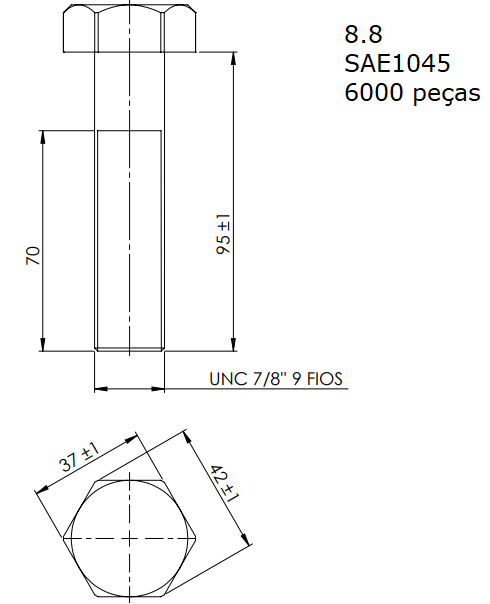 8.8
SAE1045
6000 peças
70
95 ±1
UNC 7/8" 9 FIOS
37 ±1
42 ±1